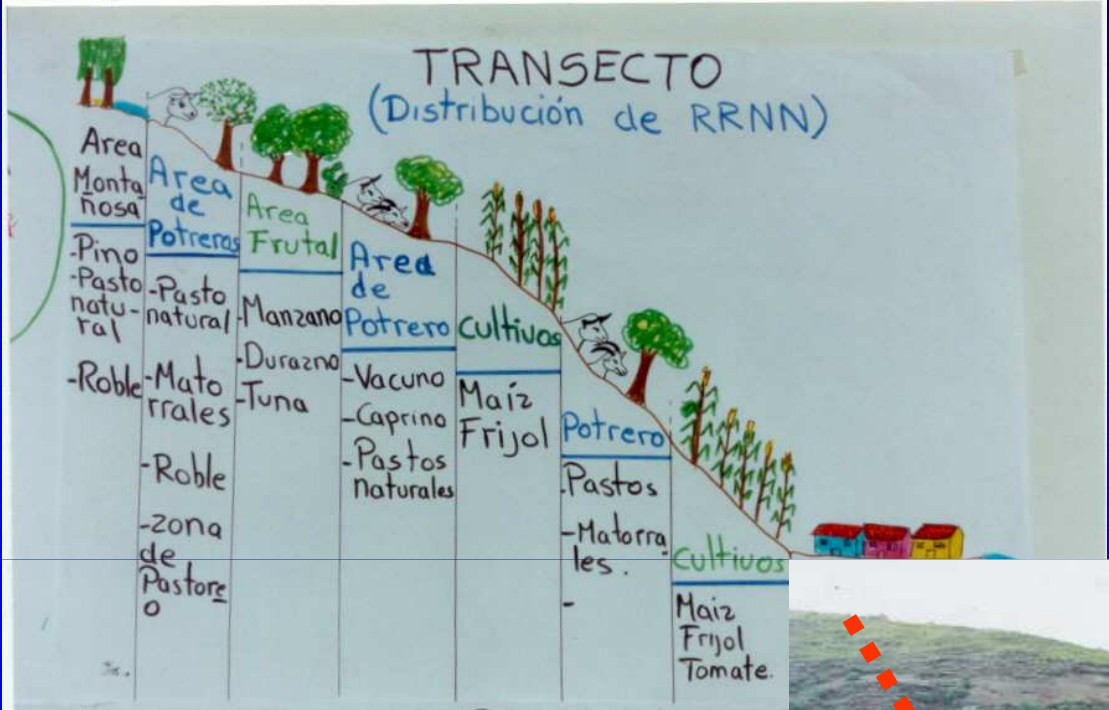 TRANSECTO
(Distribución de RRNN)
Area
Monta
ñosa
-Pino
-Pasto
natu-
ral
-Roble
Area
de
Potreros
-Pasto
natural
-Mato
rrales
-Roble
-zona
de
Pastore
o
Area
Frutal
-Manzano
-Durazno
-Tuna
Area
de
Potrero
-Vacuno
-Caprino
-Pastos
naturales
Cultivos
Maíz
Frijol
Potrero
-Pastos
-Matorra
les.
-
Cultivos
Maiz
Frijol
Tomate.